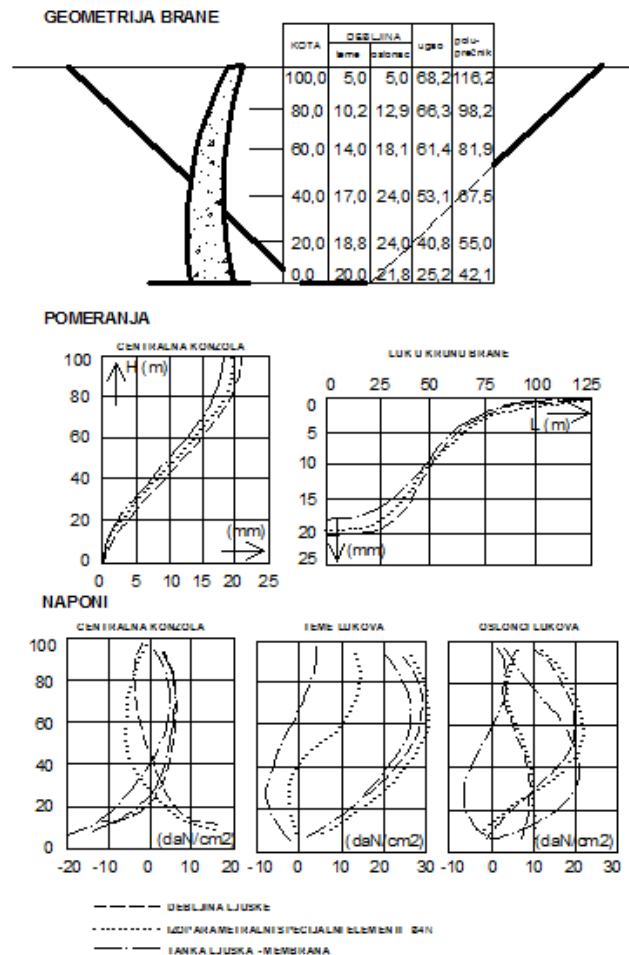 GEOMETRIJA BRANE
KOTA DEBLJINA ugao polu-prečnik
teme oslonac
100,0 5,0 5,0 68,2 116,2
80,0 10,2 12,9 66,3 98,2
60,0 14,0 18,1 61,4 81,9
40,0 17,0 24,0 53,1 67,5
20,0 18,8 24,0 40,8 55,0
0,0 20,0 21,8 25,2 42,1
POMERANJA
CENTRALNA KONZOLA
LUK U KRUNU BRANE
100
80
60
40
20
0
H (m)
(mm)
0 5 10 15 20 25
0 25 50 75 100 125
0
5
10
15
20
25
L (m)
(mm)
NAPONI
CENTRALNA KONZOLA
TEME LUKOVA
OSLONCI LUKOVA
100
80
60
40
20
0
(daN/cm2)
(daN/cm2)
(daN/cm2)
-20 -10 0 10 20
-10 0 10 20 30
-10 0 10 20 30
DEBLJINA LJUSKE
IZOPARAMETRALNI SPECIJALNI ELEMENTI
TANKA LJUSKA - MEMBRANA